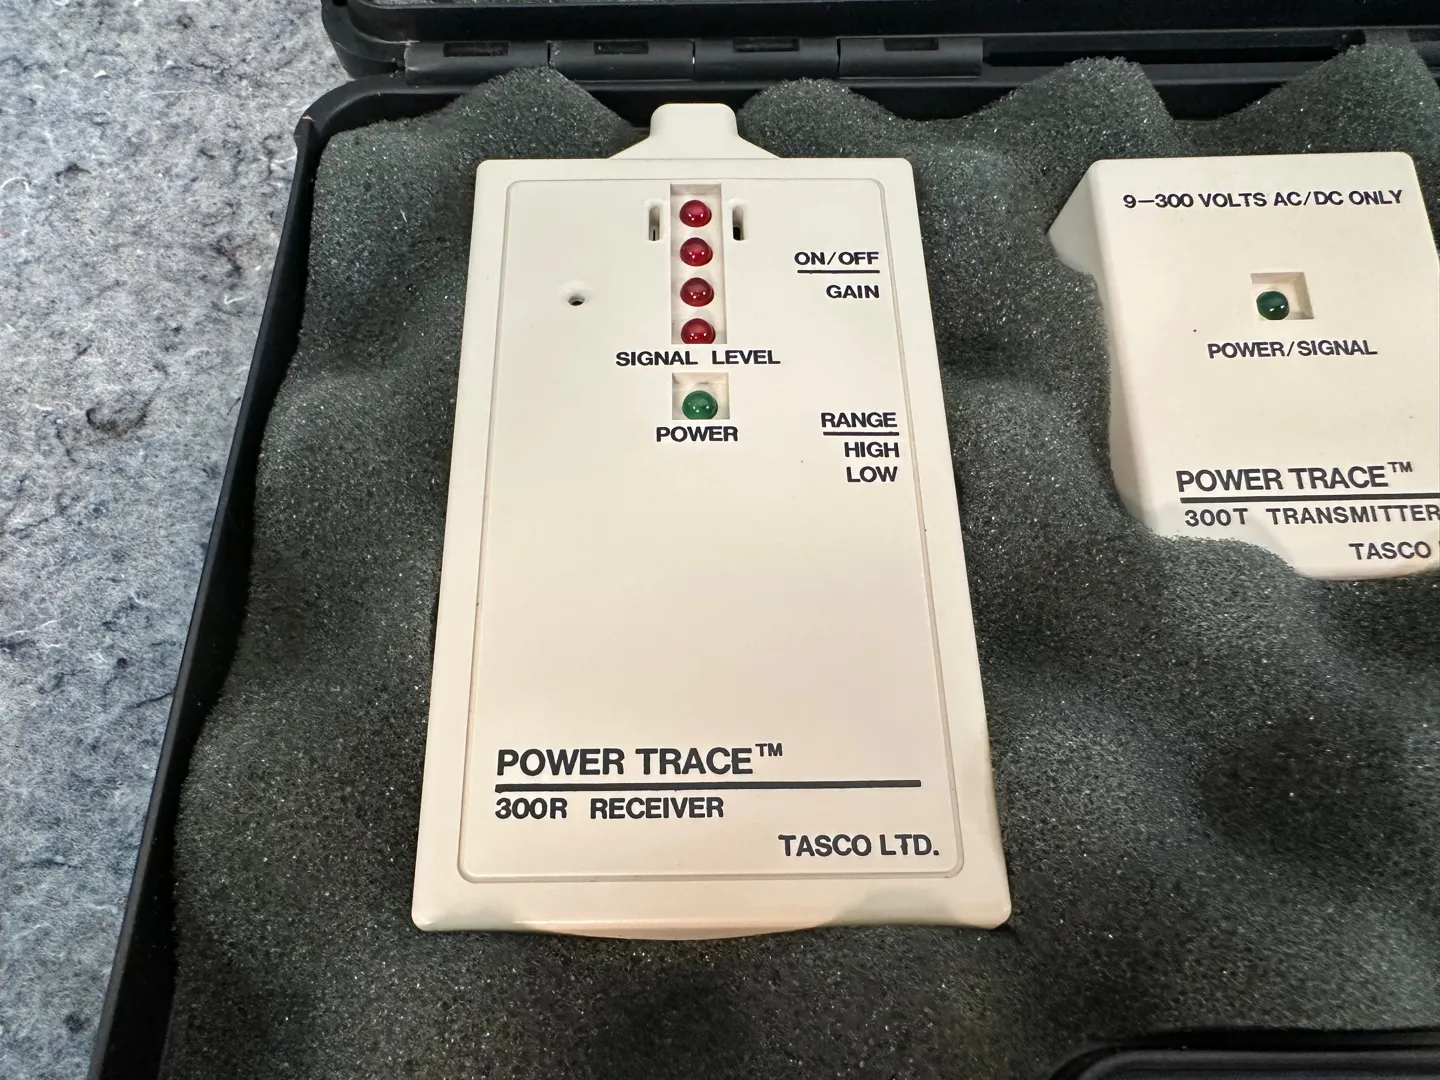 ON/OFF
GAIN
SIGNAL LEVEL
POWER
RANGE
HIGH
LOW
POWER TRACE™
300R RECEIVER
TASCO LTD.
9-300 VOLTS AC/DC ONLY
POWER/SIGNAL
POWER TRACE™
300T TRANSMITTER
TASCO